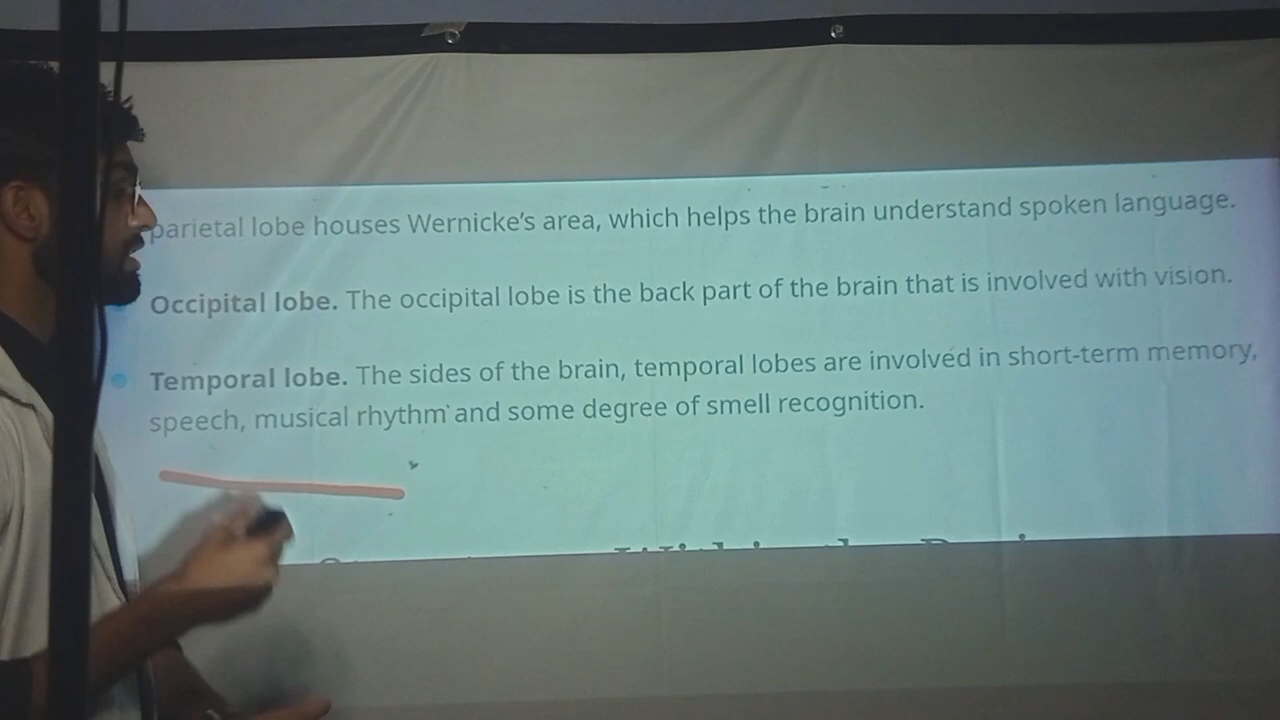 parietal lobe houses Wernicke's area, which helps the brain understand spoken language.
Occipital lobe. The occipital lobe is the back part of the brain that is involved with vision.
Temporal lobe. The sides of the brain, temporal lobes are involved in short-term memory,
speech, musical rhythm and some degree of smell recognition.